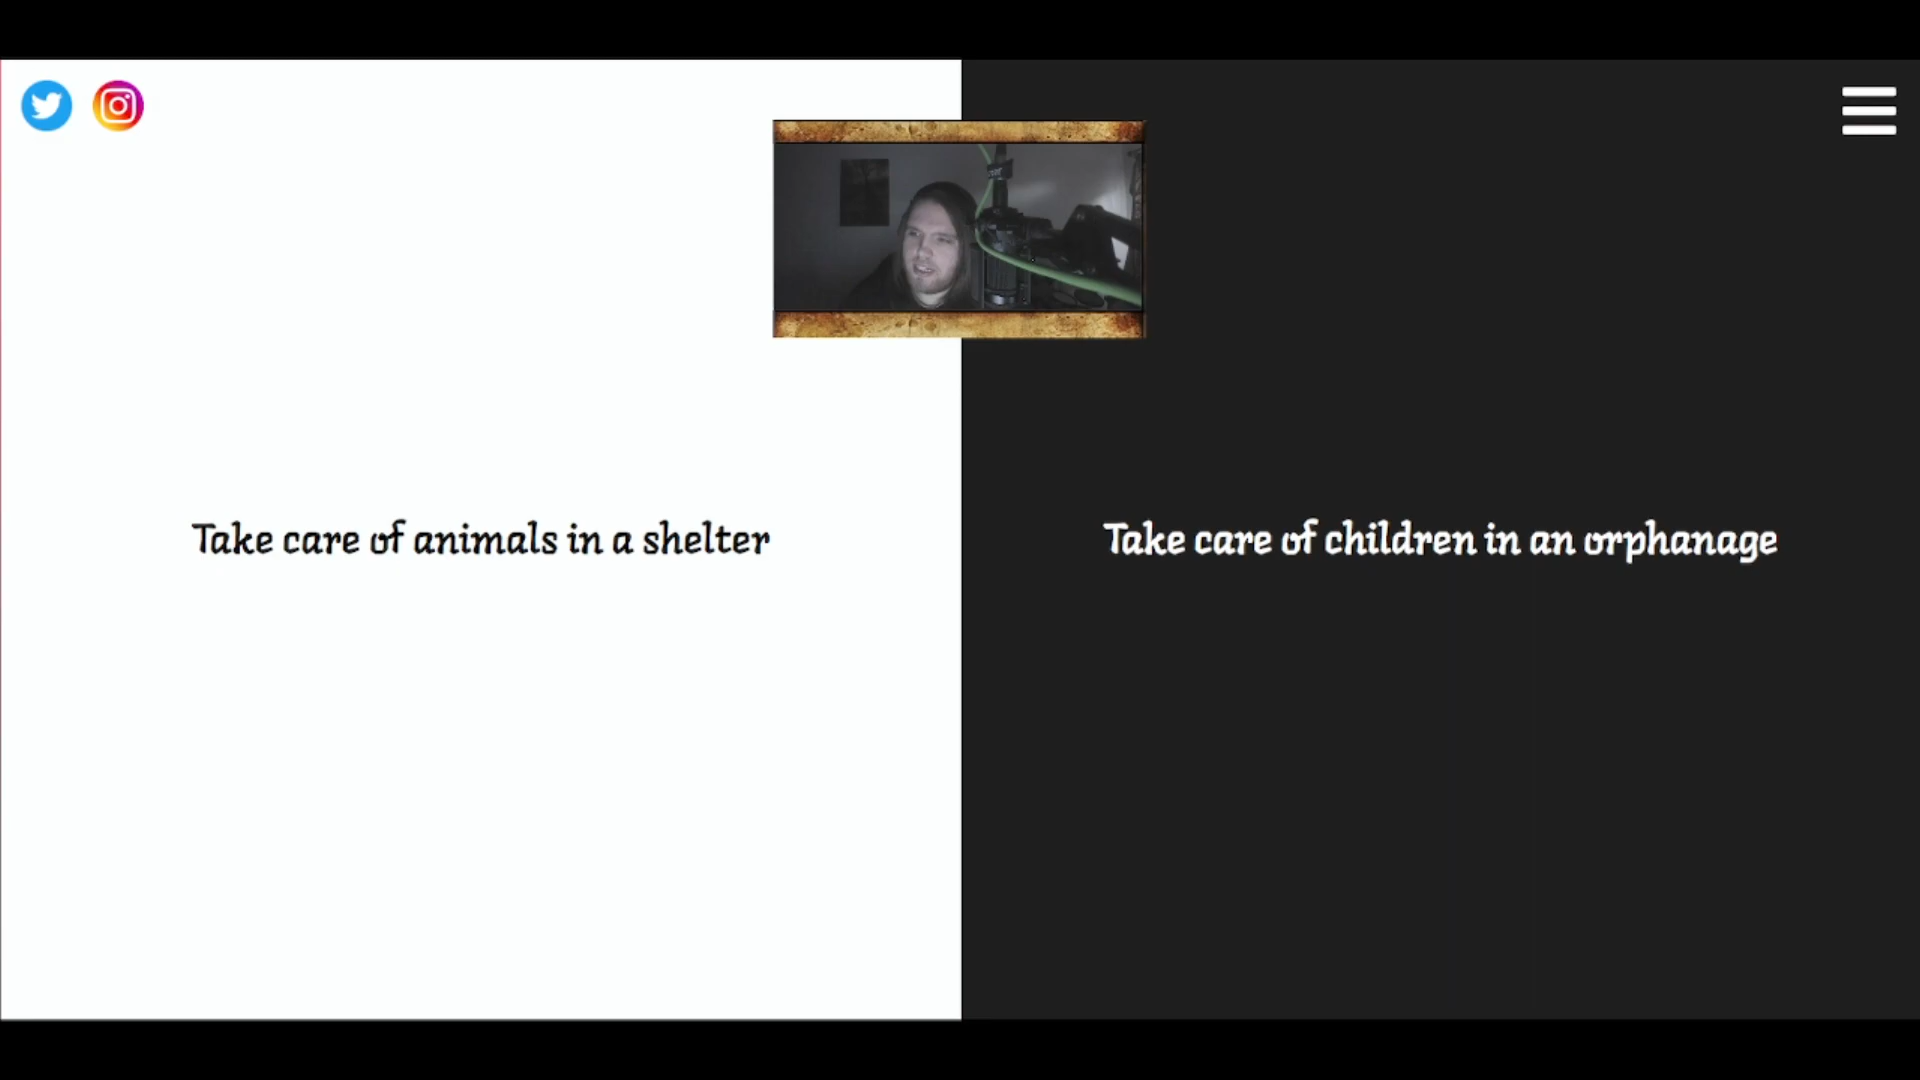 Take care of animals in a shelter
Take care of children in an orphanage